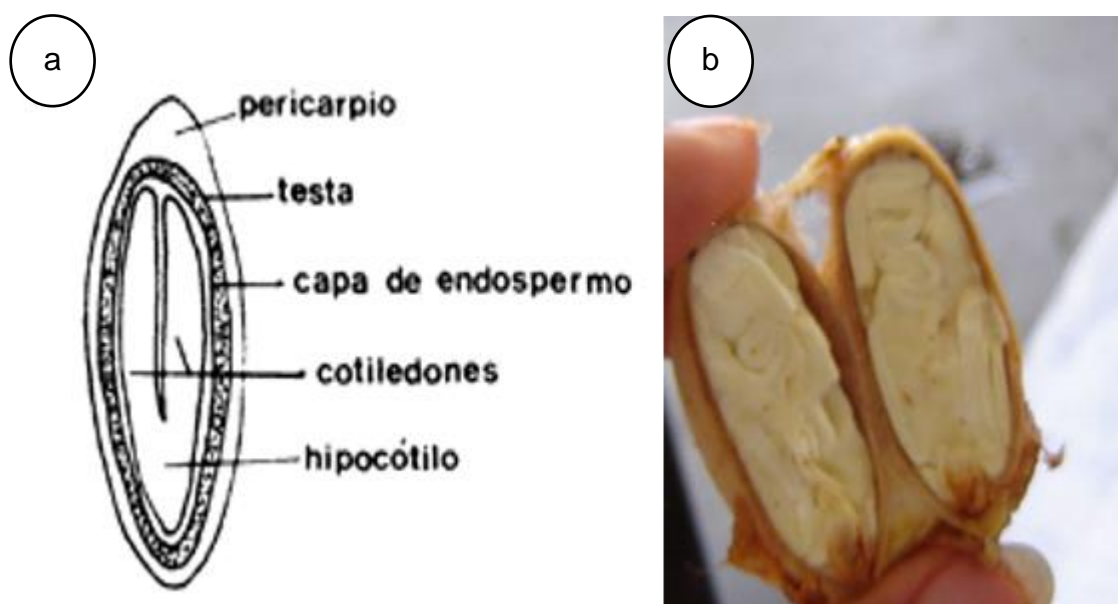 a
b
pericarpio
testa
capa de endospermo
cotiledones
hipocótilo